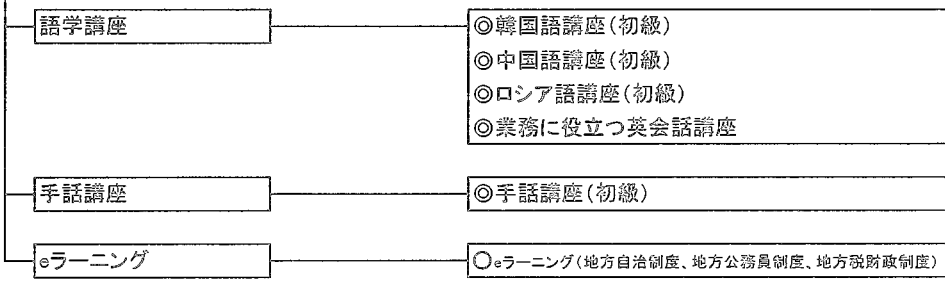 語学講座
◎韓国語講座(初級)
◎中国語講座(初級)
◎ロシア語講座(初級)
◎業務に役立つ英会話講座
手話講座
◎手話講座(初級)
eラーニング
○eラーニング(地方自治制度、地方公務員制度、地方税財政制度)